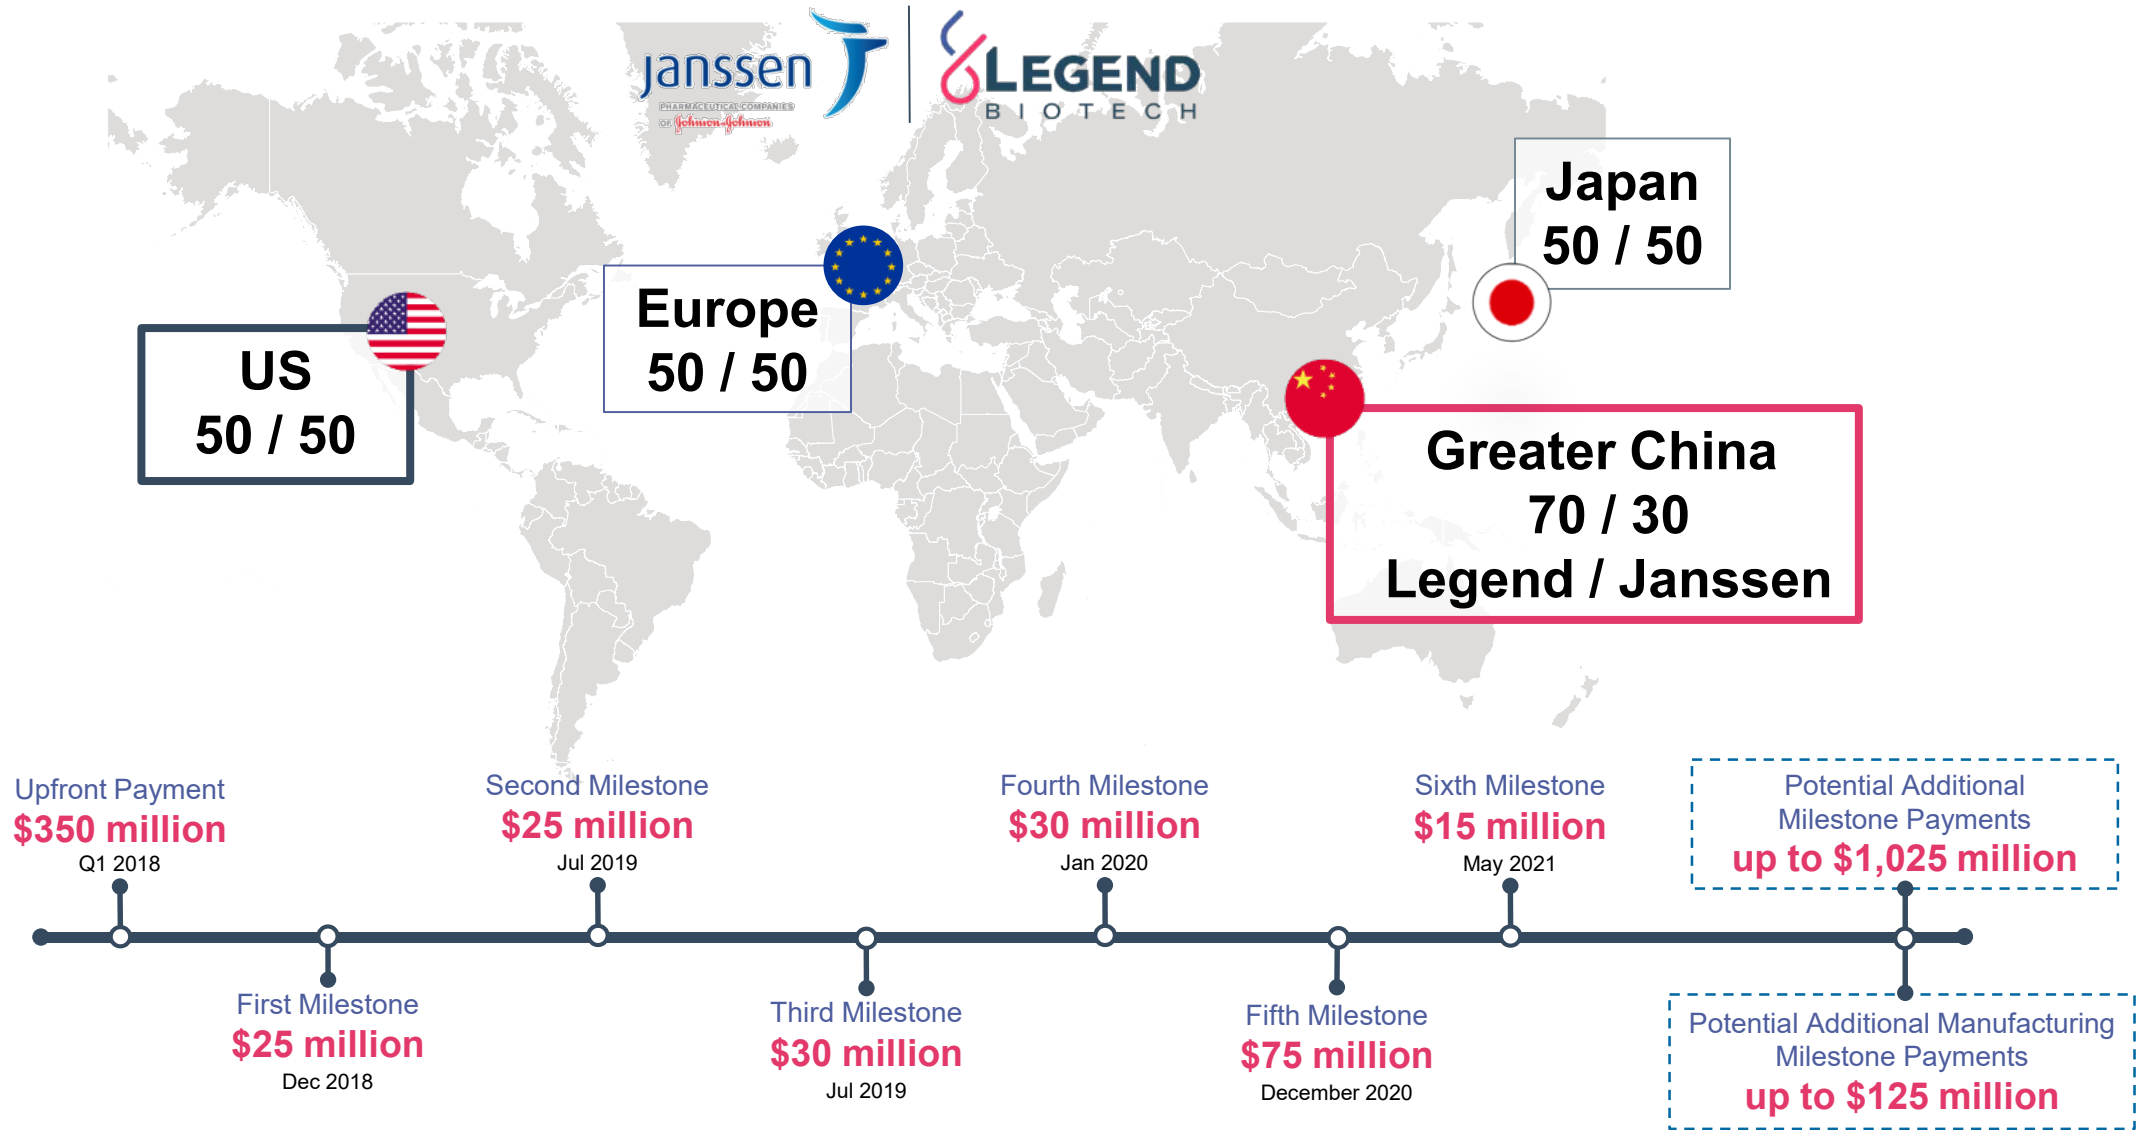 janssen
PHARMACEUTICAL COMPANIES
OF Johnson & Johnson
LEGEND
BIOTECH
Japan
50 / 50
Europe
50 / 50
US
50 / 50
Greater China
70 / 30
Legend / Janssen
Upfront Payment
$350 million
Q1 2018
First Milestone
$25 million
Dec 2018
Second Milestone
$25 million
Jul 2019
Third Milestone
$30 million
Jul 2019
Fourth Milestone
$30 million
Jan 2020
Fifth Milestone
$75 million
December 2020
Sixth Milestone
$15 million
May 2021
Potential Additional
Milestone Payments
up to $1,025 million
Potential Additional Manufacturing
Milestone Payments
up to $125 million